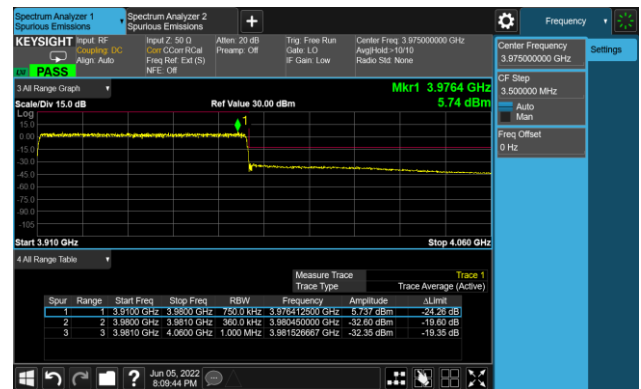 Spectrum Analyzer 1
Spurious Emissions
Spectrum Analyzer 2
Spurious Emissions
Frequency
KEYSIGHT
Input: RF
Coupling: DC
Align: Auto
Input Z: 50 Ω
Corr CCorr RCal
Freq Ref: Ext (S)
NFE: Off
Atten: 20 dB
Preamp: Off
Trig: Free Run
Gate: LO
IF Gain: Low
Center Freq: 3.975000000 GHz
Avg|Hold:>10/10
Radio Std: None
PASS
Center Frequency
3.975000000 GHz
Settings
CF Step
3.500000 MHz
Auto
Man
Freq Offset
0 Hz
3 All Range Graph
Mkr1 3.9764 GHz
Scale/Div 15.0 dB
Ref Value 30.00 dBm
5.74 dBm
Log
15.0
0.00
-15.0
-30.0
-45.0
-60.0
-75.0
-90.0
-105
1
Start 3.910 GHz
Stop 4.060 GHz
4 All Range Table
Measure Trace Trace 1
Trace Type Trace Average (Active)
Spur Range Start Freq Stop Freq RBW Frequency Amplitude ΔLimit
1 1 3.9100 GHz 3.9800 GHz 750.0 kHz 3.976412500 GHz 5.737 dBm -24.26 dB
2 2 3.9800 GHz 3.9810 GHz 360.0 kHz 3.980450000 GHz -32.60 dBm -19.60 dB
3 3 3.9810 GHz 4.0600 GHz 1.000 MHz 3.981526667 GHz -32.35 dBm -19.35 dB
Jun 05, 2022
8:09:44 PM